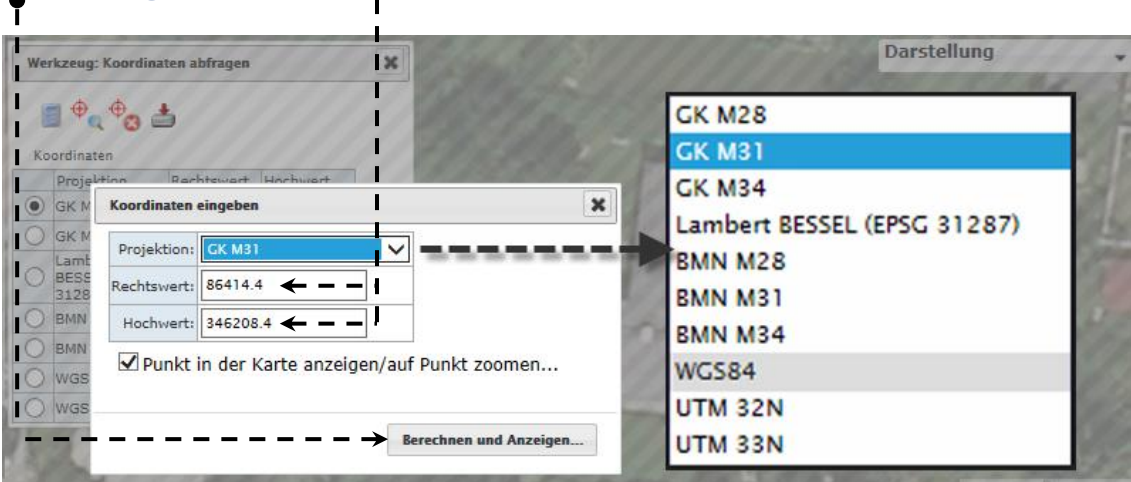 Darstellung
Werkzeug: Koordinaten abfragen
Koordinaten
Projektion Rechtswert Hochwert
GK M
GK M
Lamb
BESSE
3128
BMN
BMN
WGS
WGS
Koordinaten eingeben
Projektion: GK M31
Rechtswert: 86414.4
Hochwert: 346208.4
Punkt in der Karte anzeigen/auf Punkt zoomen...
Berechnen und Anzeigen...
GK M28
GK M31
GK M34
Lambert BESSEL (EPSG 31287)
BMN M28
BMN M31
BMN M34
WGS84
UTM 32N
UTM 33N